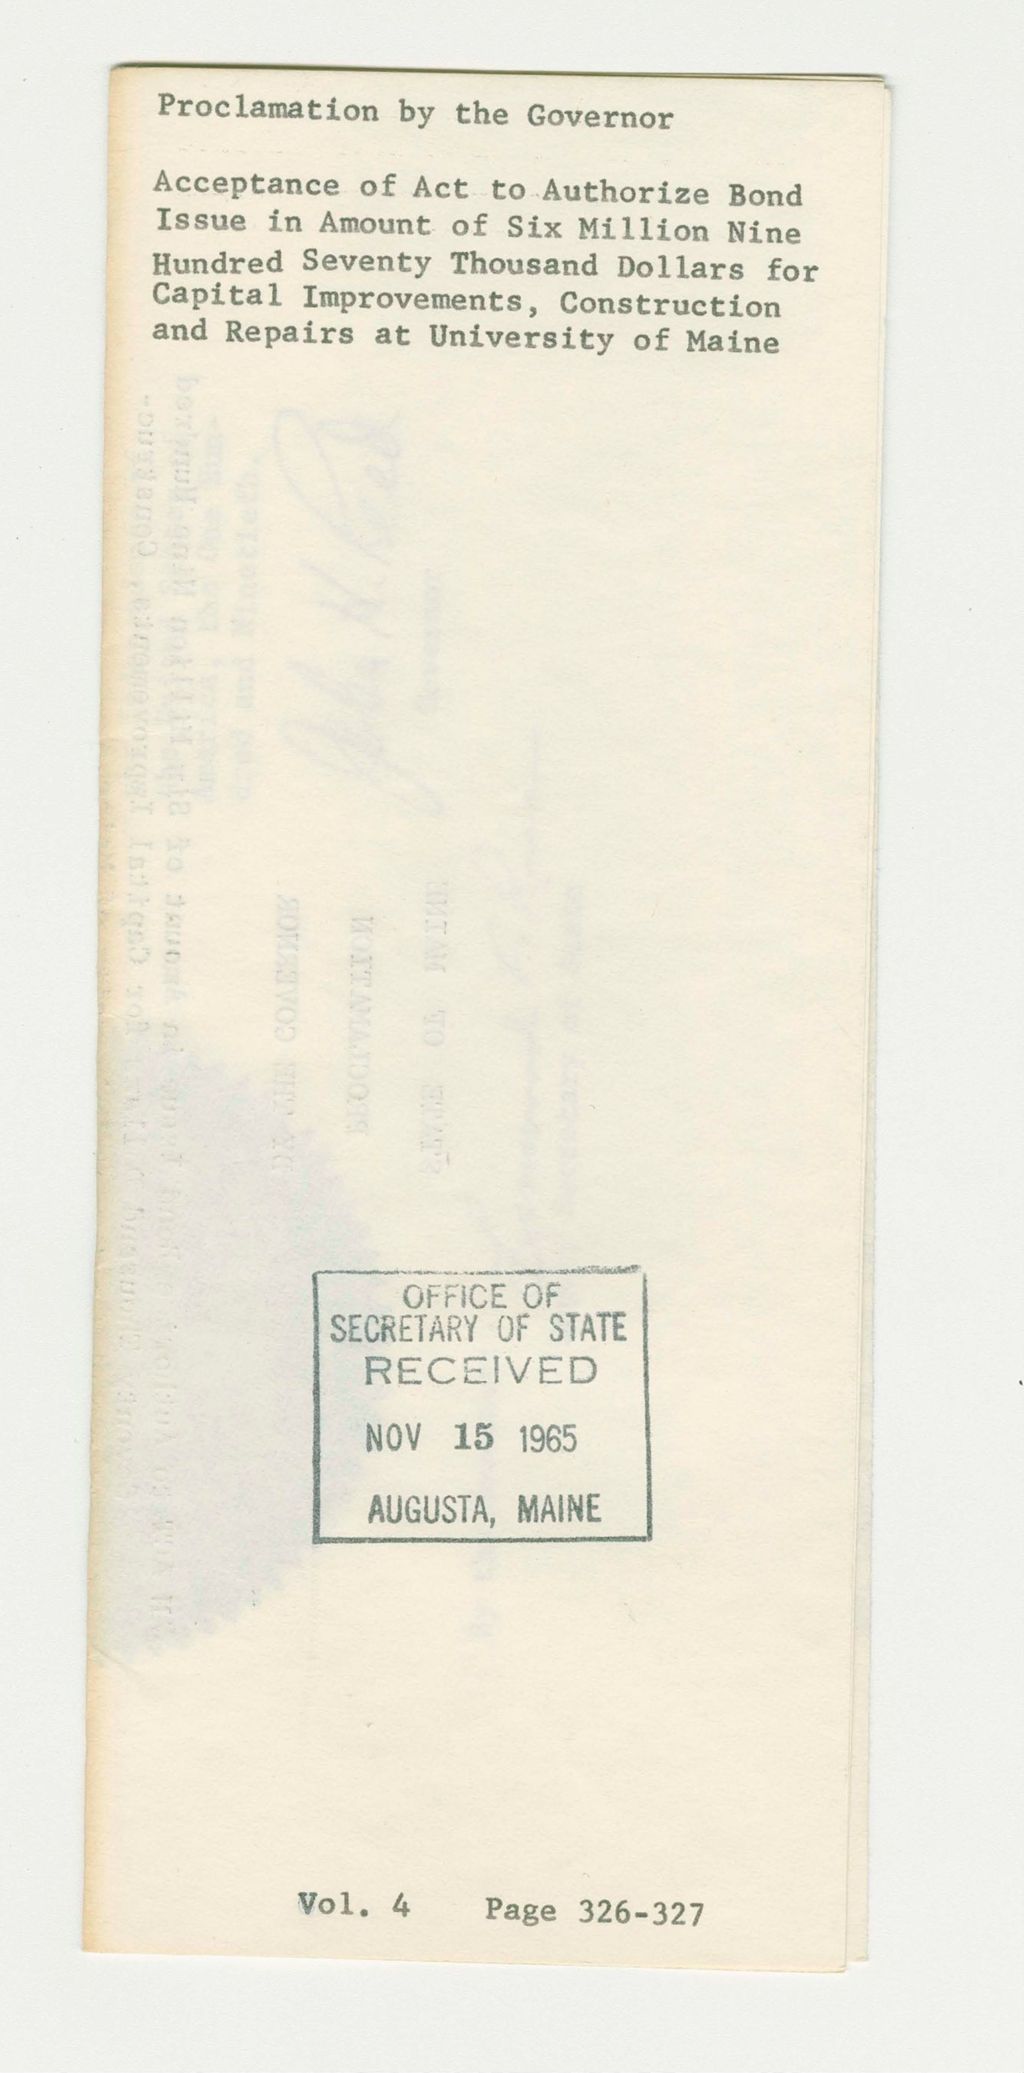 Proclamation by the Governor
Acceptance of Act to Authorize Bond
Issue in Amount of Six Million Nine
Hundred Seventy Thousand Dollars for
Capital Improvements, Construction
and Repairs at University of Maine
OFFICE OF
SECRETARY OF STATE
RECEIVED
NOV 15 1965
AUGUSTA, MAINE
Vol. 4 Page 326-327